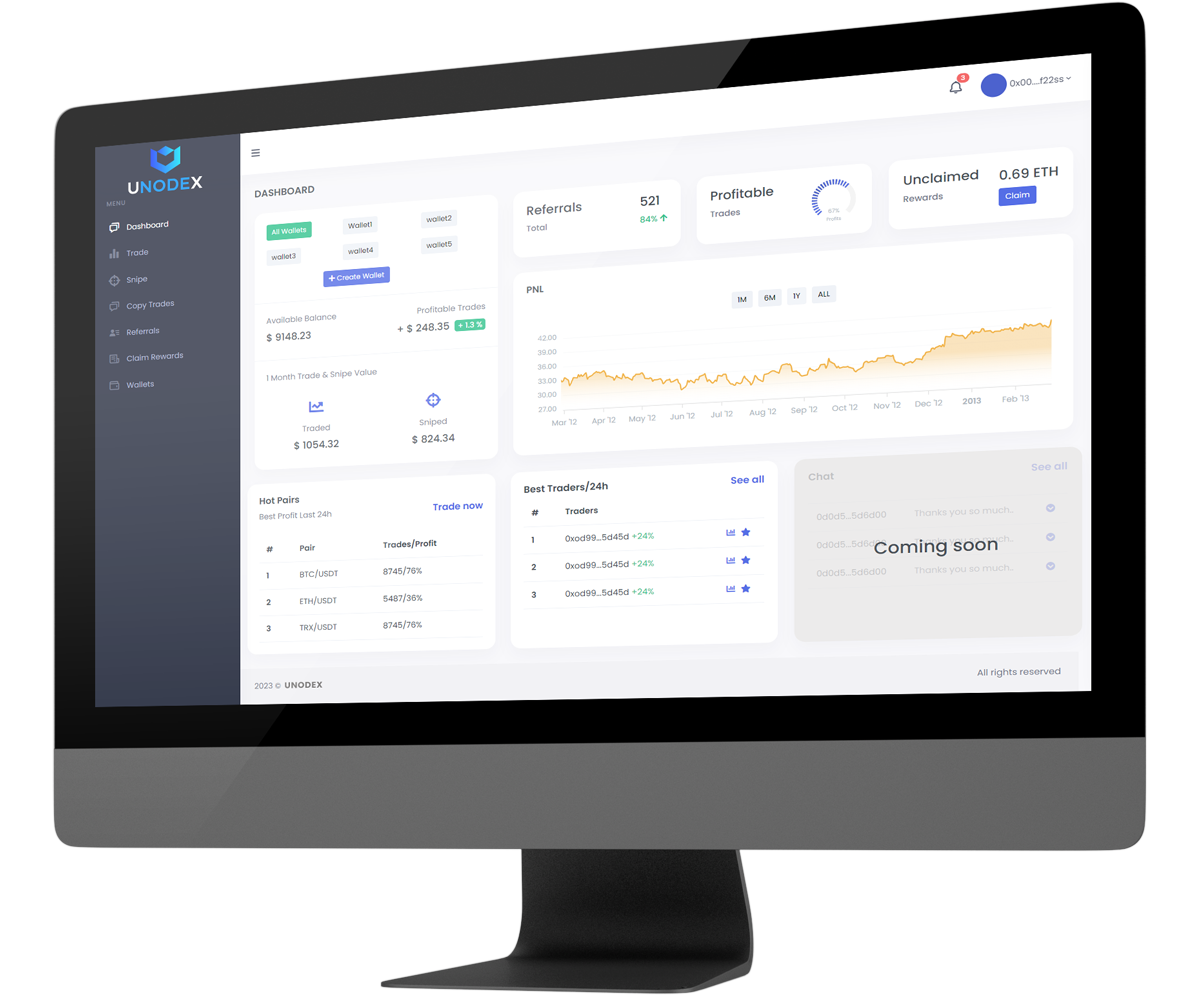 3
0x00....f22ss
UNODEX
MENU
Dashboard
Trade
Snipe
Copy Trades
Referrals
Claim Rewards
Wallets
DASHBOARD
All Wallets
Wallet1
wallet2
wallet3
wallet4
wallet5
+ Create Wallet
Available Balance
$ 9148.23
Profitable Trades
+ $ 248.35 + 1.3 %
1 Month Trade & Snipe Value
Traded
$ 1054.32
Sniped
$ 824.34
Referrals
Total
521
84%
Profitable
Trades
67%
Profits
Unclaimed
Rewards
0.69 ETH
Claim
PNL
1M 6M 1Y ALL
42.00
39.00
36.00
33.00
30.00
27.00
Mar '12 Apr '12 May '12 Jun '12 Jul '12 Aug '12 Sep '12 Oct '12 Nov '12 Dec '12 2013 Feb '13
Hot Pairs
Best Profit Last 24h
Trade now
# Pair Trades/Profit
1 BTC/USDT 8745/76%
2 ETH/USDT 5487/36%
3 TRX/USDT 8745/76%
Best Traders/24h
See all
# Traders
1 0xod99...5d45d +24%
2 0xod99...5d45d +24%
3 0xod99...5d45d +24%
Chat
See all
0d0d5...5d6d00 Thanks you so much..
0d0d5...5d6d00 Thanks you so much..
Coming soon
0d0d5...5d6d00 Thanks you so much..
2023 © UNODEX
All rights reserved